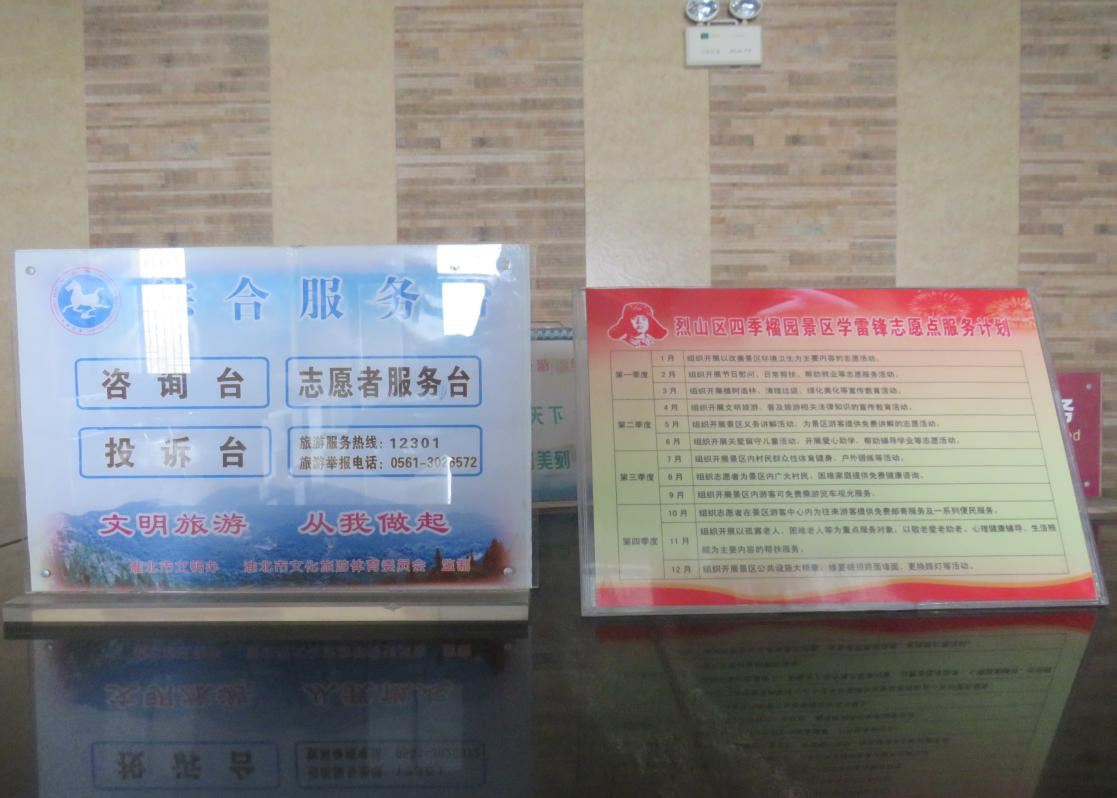 综合服务台
咨询台
志愿者服务台
投诉台
旅游服务热线：12301
旅游举报电话：0561-3026572
文明旅游 从我做起
淮北市文明办 淮北市文化旅游体育委员会 监制
烈山区四季榴园景区学雷锋志愿点服务计划
第一季度
1月 组织开展以改善景区环境卫生为主要内容的志愿活动。
2月 组织开展节日慰问、日常帮扶、帮助就业等志愿服务活动。
3月 组织开展植树造林、清理垃圾、绿化美化等宣传教育活动。
第二季度
4月 组织开展文明旅游、普及旅游相关法律知识的宣传教育活动。
5月 组织开展景区义务讲解活动、为景区游客提供免费讲解的志愿活动。
6月 组织开展关爱留守儿童活动、开展爱心助学、帮助辅导学业等志愿活动。
第三季度
7月 组织开展景区内村民群众性体育健身、户外锻练等活动。
8月 组织志愿者为景区内广大村民、困难家庭提供免费健康咨询。
9月 组织开展景区内游客可免费乘游览车观光服务。
第四季度
10月 组织志愿者在景区游客中心内为往来游客提供免费邮寄服务及一系列便民服务。
11月 组织开展以孤寡老人、困难老人等为重点服务对象，以敬老爱老助老、心理健康辅导、生活照
顾为主要内容的帮扶服务。
12月 组织开展景区公共设施大检查，修复破损路面墙面、更换路灯等活动。